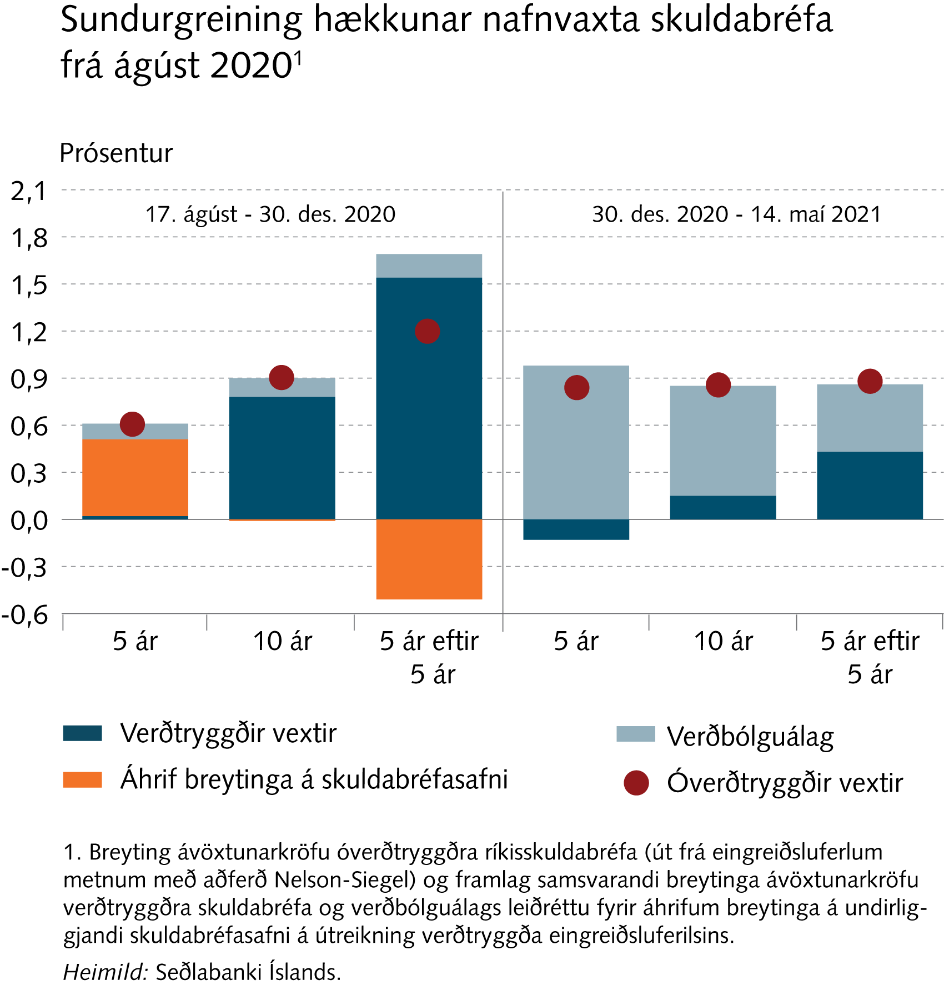 Sundurgreining hækkunar nafnvaxta skuldabréfa
frá ágúst 2020¹
Prósentur
2,1
17. ágúst - 30. des. 2020
30. des. 2020 - 14. maí 2021
1,8
1,5
1,2
0,9
0,6
0,3
0,0
-0,3
-0,6
5 ár
10 ár
5 ár eftir
5 ár
5 ár
10 ár
5 ár eftir
5 ár
Verðtryggðir vextir
Verðbólguálag
Áhrif breytinga á skuldabréfasafni
Óverðtryggðir vextir
1. Breyting ávöxtunarkröfu óverðtryggðra ríkisskuldabréfa (út frá eingreiðsluferlum
metnum með aðferð Nelson-Siegel) og framlag samsvarandi breytinga ávöxtunarkröfu
verðtryggðra skuldabréfa og verðbólguálags leiðréttu fyrir áhrifum breytinga á undirlig-
gjandi skuldabréfasafni á útreikning verðtryggða eingreiðsluferilsins.
Heimild: Seðlabanki Íslands.